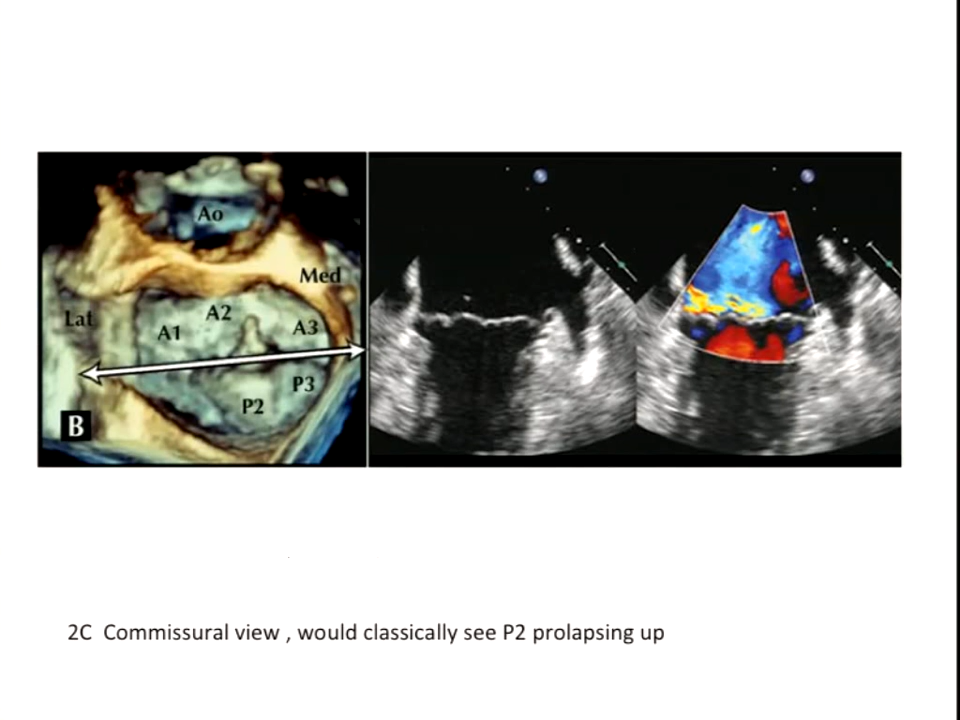 Ao
Med
Lat
A2
A1
A3
P3
P2
B
2C  Commissural view , would classically see P2 prolapsing up